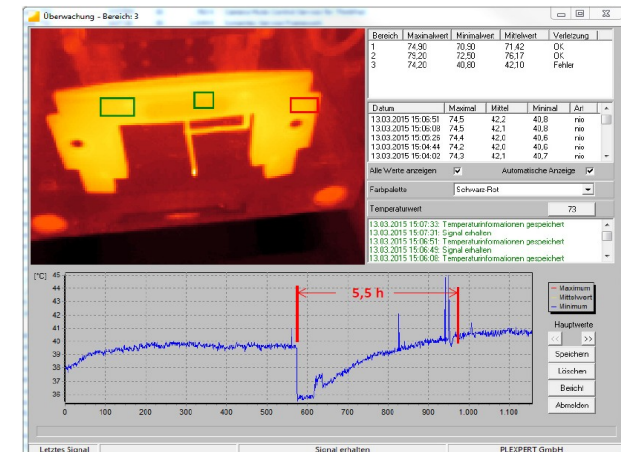 Überwachung - Bereich: 3
Bereich Maximalwert Minimalwert Mittelwert Verletzung
1 74,90 70,90 71,42 OK
2 79,20 72,50 76,17 OK
3 74,20 40,80 42,10 Fehler
Datum Maximal Mittel Minimal Art
13.03.2015 15:06:51 74,5 42,2 40,8 nio
13.03.2015 15:06:08 74,5 42,1 40,8 nio
13.03.2015 15:05:26 74,4 42,0 40,6 nio
13.03.2015 15:04:44 74,2 42,0 40,6 nio
13.03.2015 15:04:02 74,3 42,1 40,7 nio
Alle Werte anzeigen Automatische Anzeige
Farbpalette Schwarz-Rot
Temperaturwert 73
13.03.2015 15:07:33: Temperaturinformationen gespeichert
13.03.2015 15:07:31: Signal erhalten
13.03.2015 15:06:51: Temperaturinformationen gespeichert
13.03.2015 15:06:49: Signal erhalten
13.03.2015 15:06:08: Temperaturinformationen gespeichert
[°C]
45
44
43
42
41
40
39
38
37
36
5,5 h
0 100 200 300 400 500 600 700 800 900 1.000 1.100
Maximum
Mittelwert
Minimum
Hauptwerte
<< >>
Speichern
Löschen
Bericht
Abmelden
Letztes Signal Signal erhalten PLEXPERT GmbH